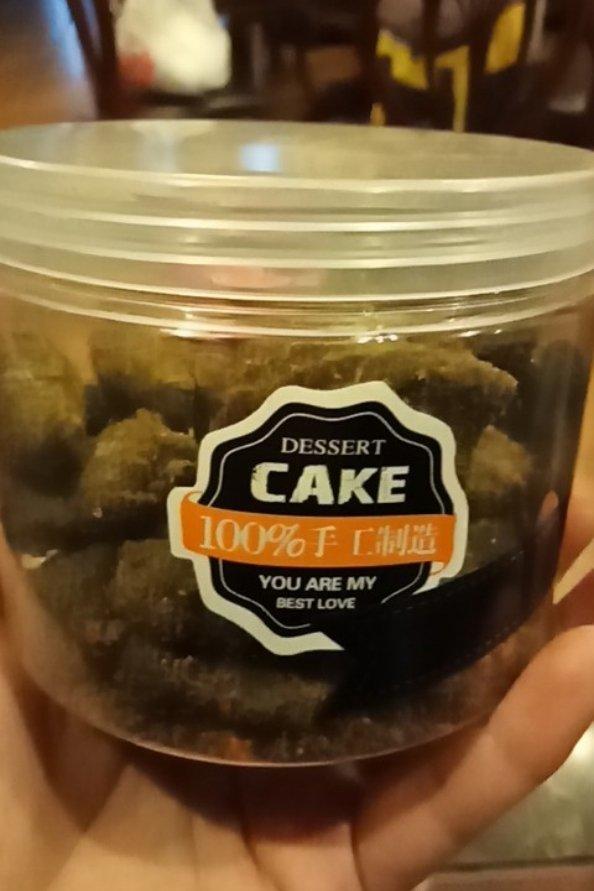 DESSERT
CAKE
100%手工制造
YOU ARE MY
BEST LOVE